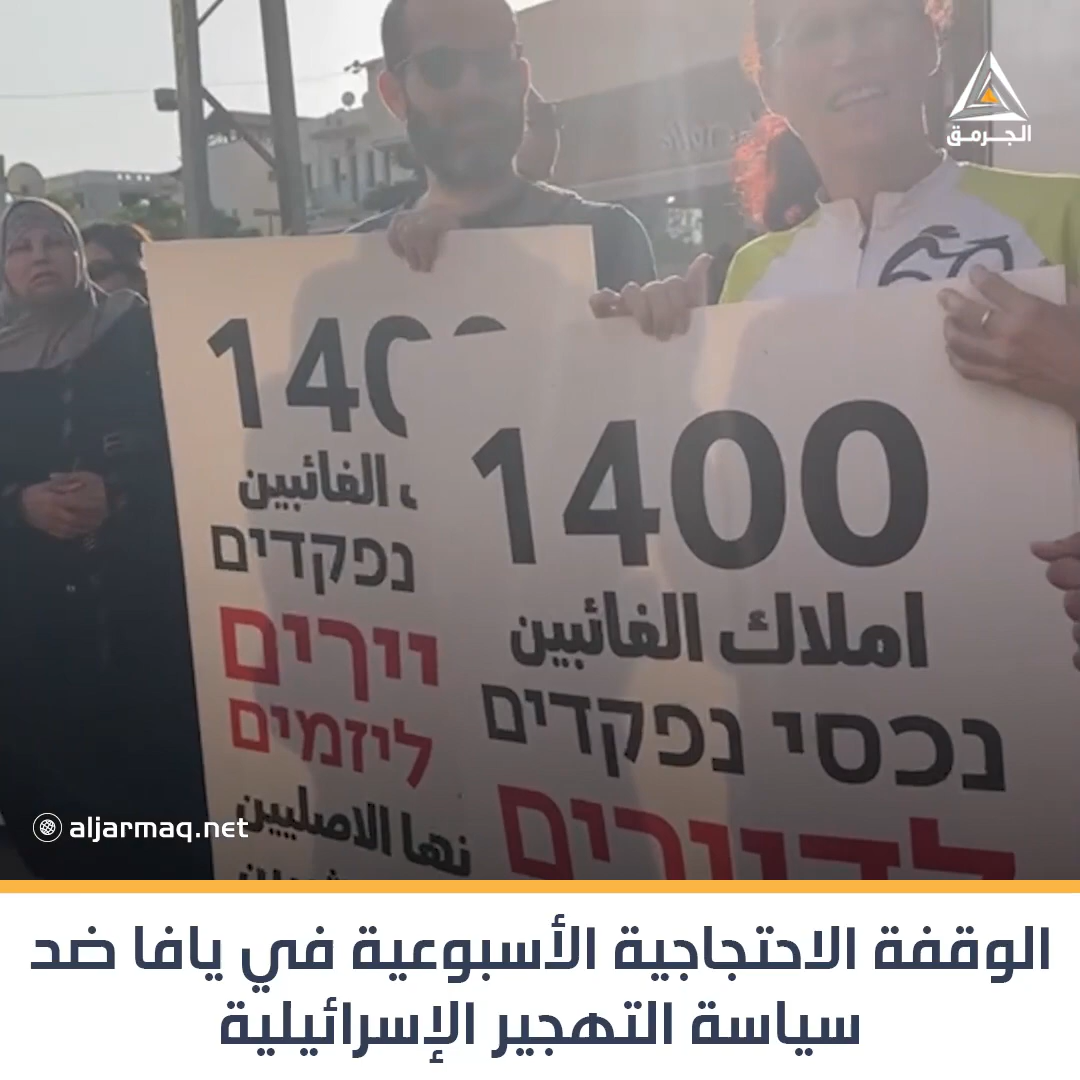 الجرمق
1400
الغائبين
נפקדים
ליזמים
نها الاصليين
1400
املاك الغائبين
נכסי נפקדים
לדיירים
aljarmaq.net
الوقفة الاحتجاجية الأسبوعية في يافا ضد
سياسة التهجير الإسرائيلية